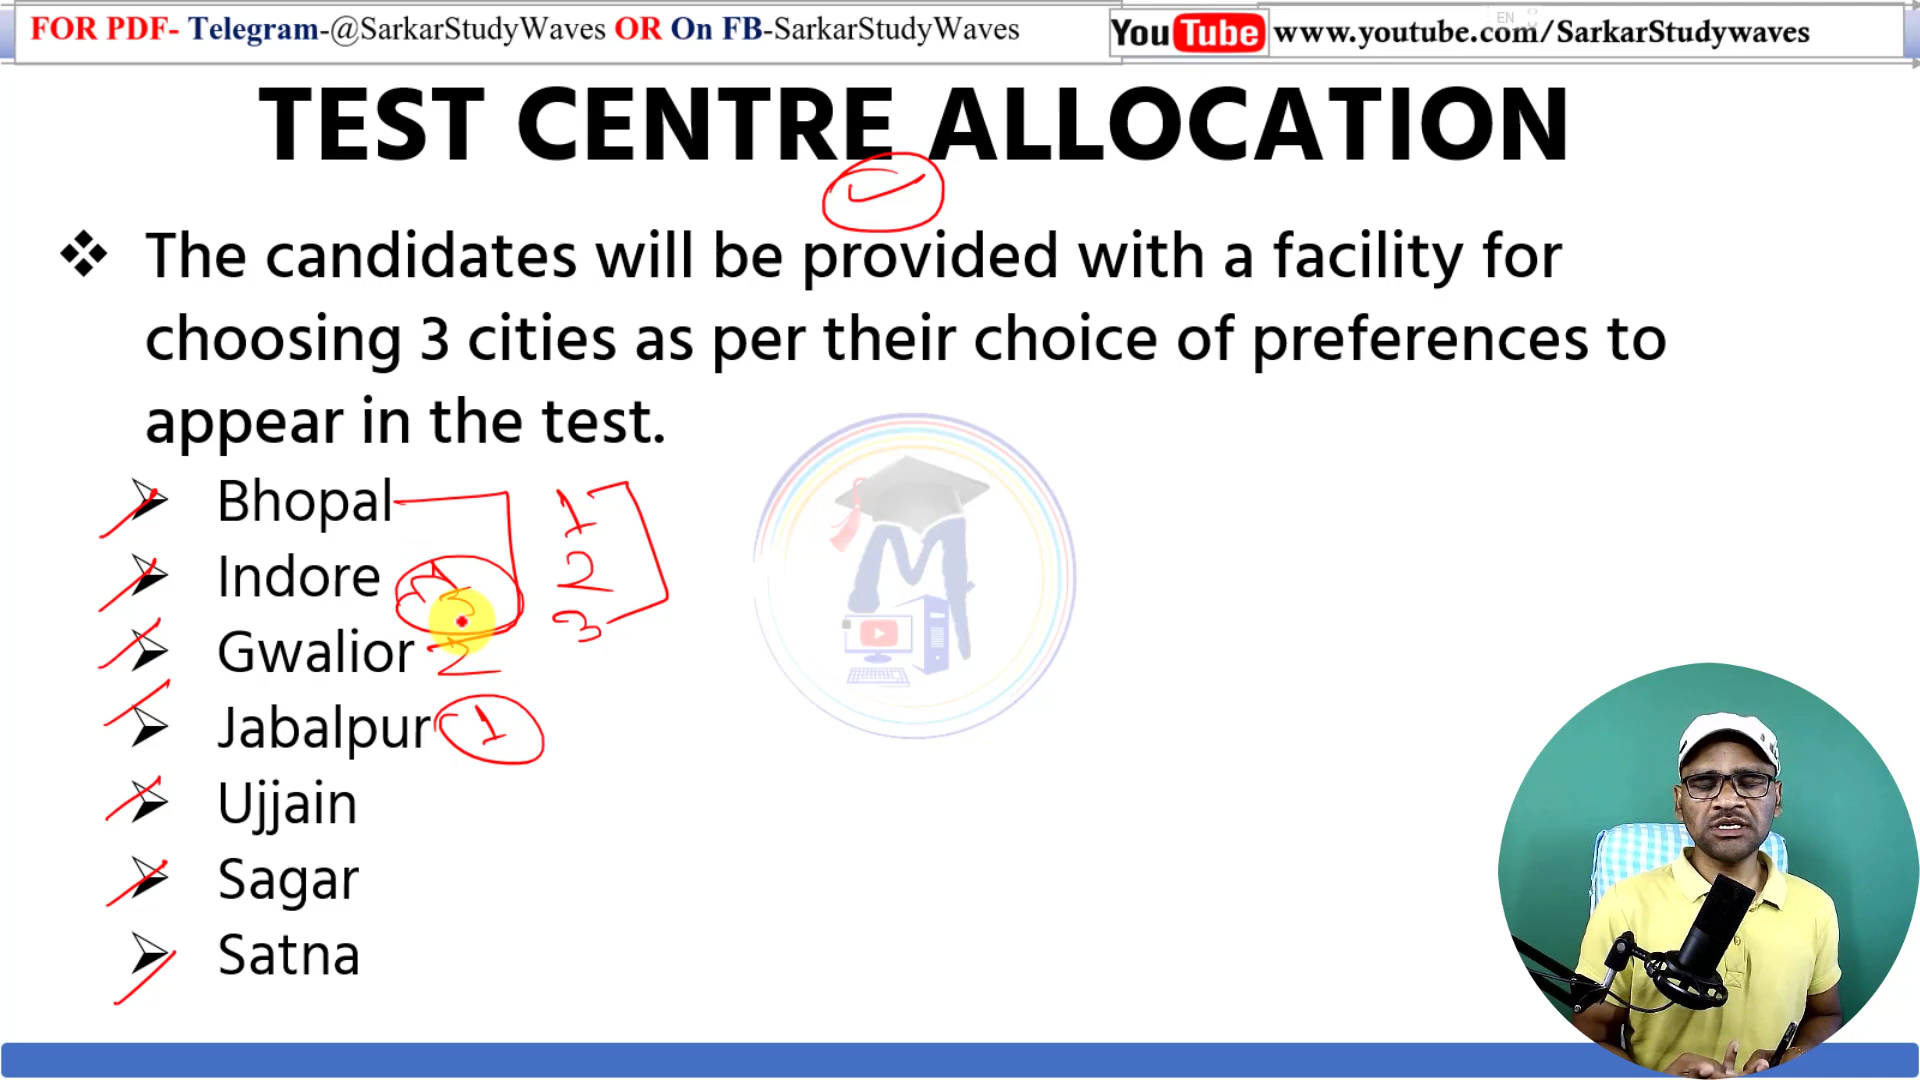 FOR PDF- Telegram-@SarkarStudyWaves OR On FB-SarkarStudyWaves
YouTube www.youtube.com/SarkarStudywaves
EN
TEST CENTRE ALLOCATION
❖ The candidates will be provided with a facility for
choosing 3 cities as per their choice of preferences to
appear in the test.
➢ Bhopal 1
➢ Indore 3 2
3
➢ Gwalior 2
➢ Jabalpur 1
➢ Ujjain
➢ Sagar
➢ Satna
M